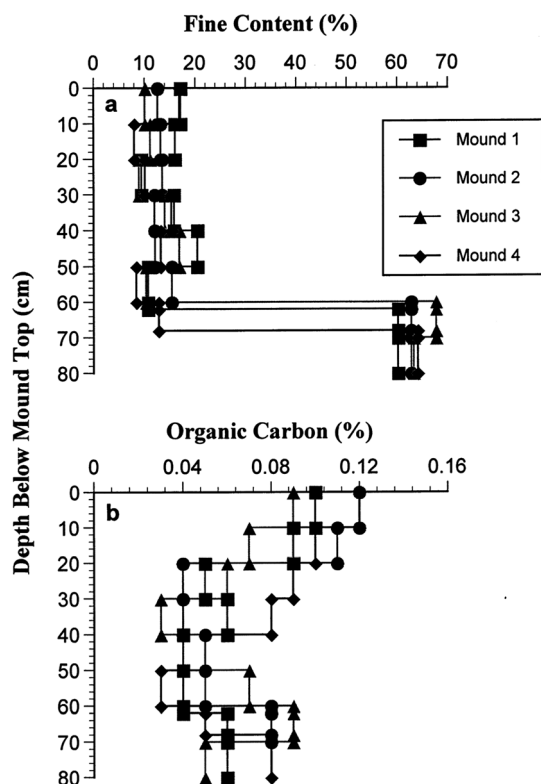 Fine Content (%)
0 10 20 30 40 50 60 70
0
a
10
Mound 1
20
Mound 2
30
Mound 3
40
Mound 4
50
60
70
80
Depth Below Mound Top (cm)
Organic Carbon (%)
0 0.04 0.08 0.12 0.16
0
b
10
20
30
40
50
60
70
80